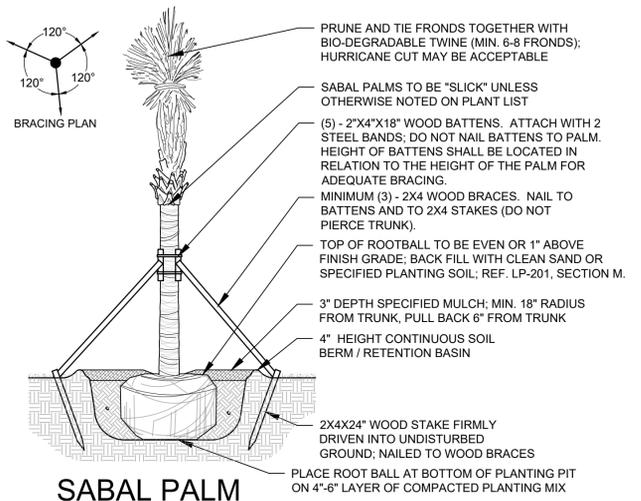 120°
120°
120°
BRACING PLAN
PRUNE AND TIE FRONDS TOGETHER WITH
BIO-DEGRADABLE TWINE (MIN. 6-8 FRONDS);
HURRICANE CUT MAY BE ACCEPTABLE
SABAL PALMS TO BE "SLICK" UNLESS
OTHERWISE NOTED ON PLANT LIST
(5) - 2"X4"X18" WOOD BATTENS. ATTACH WITH 2
STEEL BANDS; DO NOT NAIL BATTENS TO PALM.
HEIGHT OF BATTENS SHALL BE LOCATED IN
RELATION TO THE HEIGHT OF THE PALM FOR
ADEQUATE BRACING.
MINIMUM (3) - 2X4 WOOD BRACES. NAIL TO
BATTENS AND TO 2X4 STAKES (DO NOT
PIERCE TRUNK).
TOP OF ROOTBALL TO BE EVEN OR 1" ABOVE
FINISH GRADE; BACK FILL WITH CLEAN SAND OR
SPECIFIED PLANTING SOIL; REF. LP-201, SECTION M.
3" DEPTH SPECIFIED MULCH; MIN. 18" RADIUS
FROM TRUNK, PULL BACK 6" FROM TRUNK
4" HEIGHT CONTINUOUS SOIL
BERM / RETENTION BASIN
2X4X24" WOOD STAKE FIRMLY
DRIVEN INTO UNDISTURBED
GROUND; NAILED TO WOOD BRACES
PLACE ROOT BALL AT BOTTOM OF PLANTING PIT
ON 4"-6" LAYER OF COMPACTED PLANTING MIX
SABAL PALM